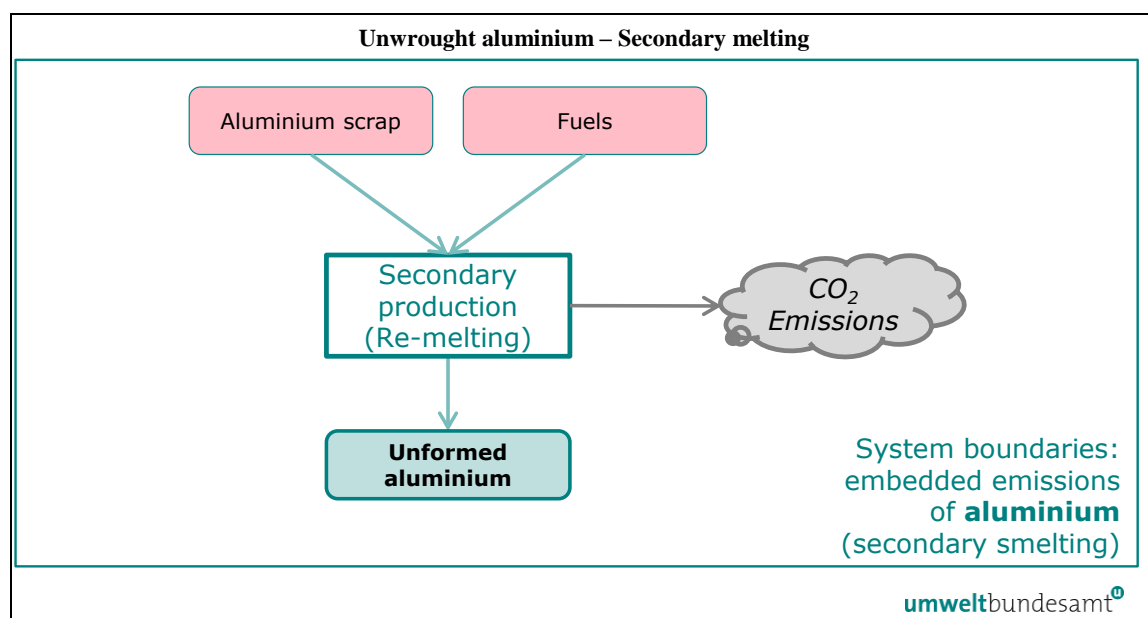 Unwrought aluminium – Secondary melting
Aluminium scrap
Fuels
Secondary
production
(Re-melting)
CO₂
Emissions
Unformed
aluminium
System boundaries:
embedded emissions
of aluminium
(secondary smelting)
umweltbundesamt